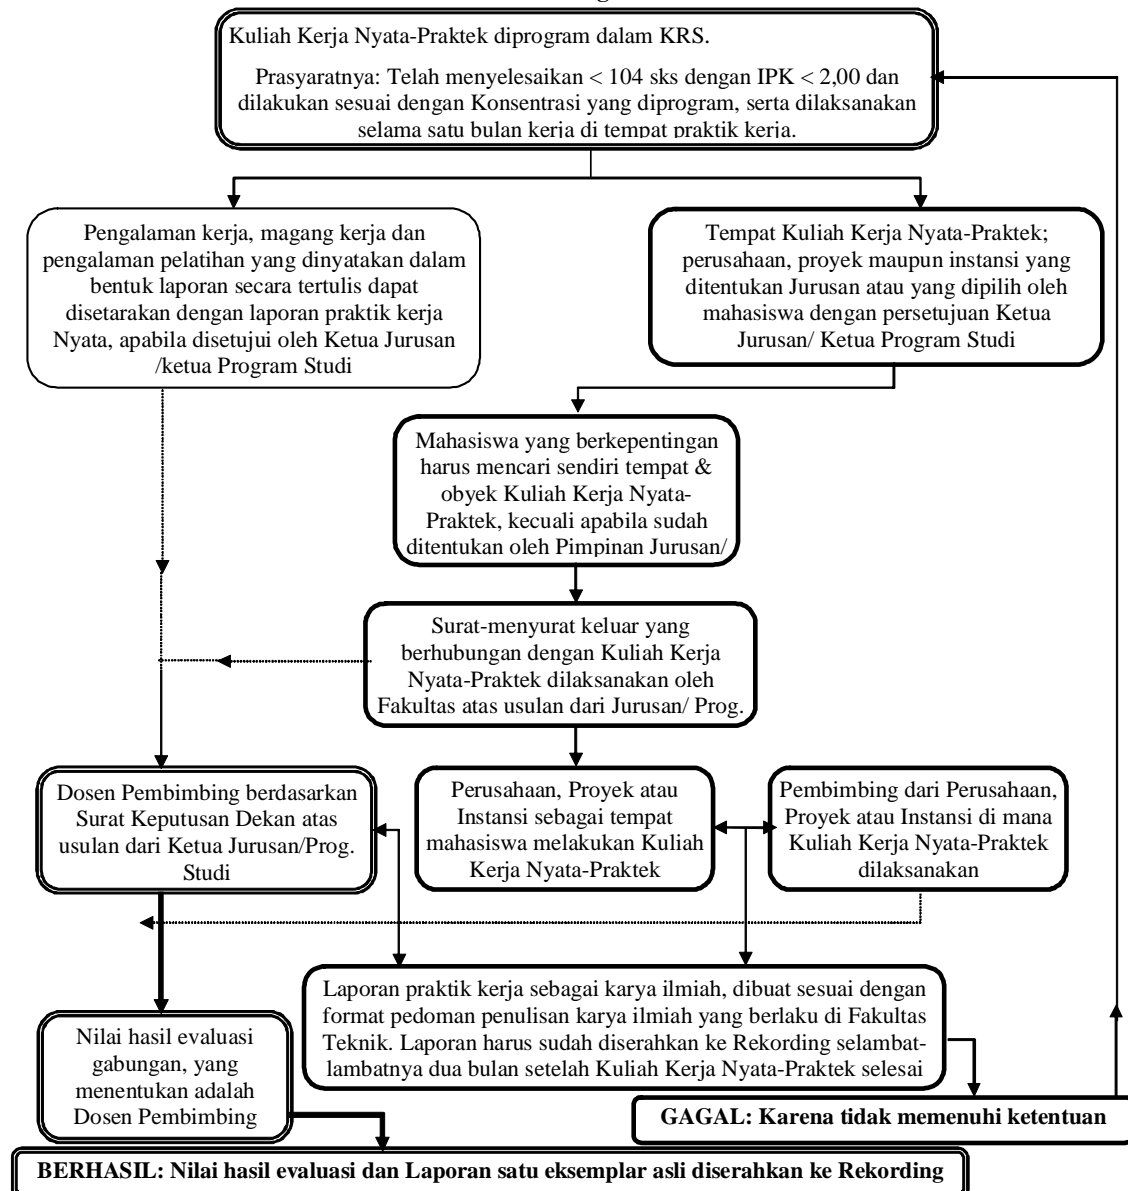 Kuliah Kerja Nyata-Praktek diprogram dalam KRS.
Prasyaratnya: Telah menyelesaikan < 104 sks dengan IPK < 2,00 dan
dilakukan sesuai dengan Konsentrasi yang diprogram, serta dilaksanakan
selama satu bulan kerja di tempat praktik kerja.
Pengalaman kerja, magang kerja dan
pengalaman pelatihan yang dinyatakan dalam
bentuk laporan secara tertulis dapat
disetarakan dengan laporan praktik kerja
Nyata, apabila disetujui oleh Ketua Jurusan
/ketua Program Studi
Tempat Kuliah Kerja Nyata-Praktek;
perusahaan, proyek maupun instansi yang
ditentukan Jurusan atau yang dipilih oleh
mahasiswa dengan persetujuan Ketua
Jurusan/ Ketua Program Studi
Mahasiswa yang berkepentingan
harus mencari sendiri tempat &
obyek Kuliah Kerja Nyata-
Praktek, kecuali apabila sudah
ditentukan oleh Pimpinan Jurusan/
Surat-menyurat keluar yang
berhubungan dengan Kuliah Kerja
Nyata-Praktek dilaksanakan oleh
Fakultas atas usulan dari Jurusan/ Prog.
Dosen Pembimbing berdasarkan
Surat Keputusan Dekan atas
usulan dari Ketua Jurusan/Prog.
Studi
Perusahaan, Proyek atau
Instansi sebagai tempat
mahasiswa melakukan Kuliah
Kerja Nyata-Praktek
Pembimbing dari Perusahaan,
Proyek atau Instansi di mana
Kuliah Kerja Nyata-Praktek
dilaksanakan
Laporan praktik kerja sebagai karya ilmiah, dibuat sesuai dengan
format pedoman penulisan karya ilmiah yang berlaku di Fakultas
Teknik. Laporan harus sudah diserahkan ke Rekording selambat-
lambatnya dua bulan setelah Kuliah Kerja Nyata-Praktek selesai
Nilai hasil evaluasi
gabungan, yang
menentukan adalah
Dosen Pembimbing
GAGAL: Karena tidak memenuhi ketentuan
BERHASIL: Nilai hasil evaluasi dan Laporan satu eksemplar asli diserahkan ke Rekording